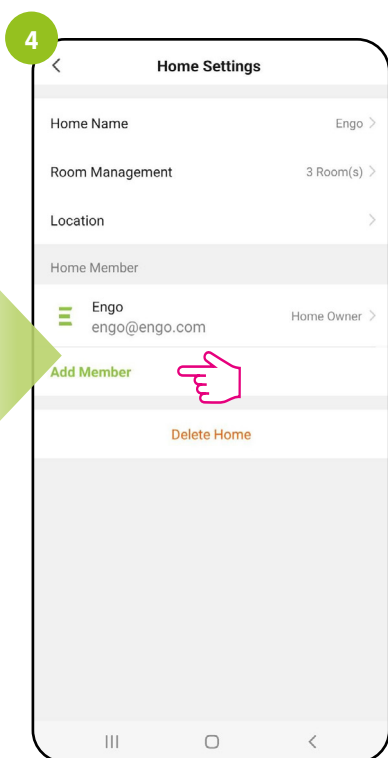 4
Home Settings
Home Name Engo
Room Management 3 Room(s)
Location
Home Member
Engo
engo@engo.com Home Owner
Add Member
Delete Home